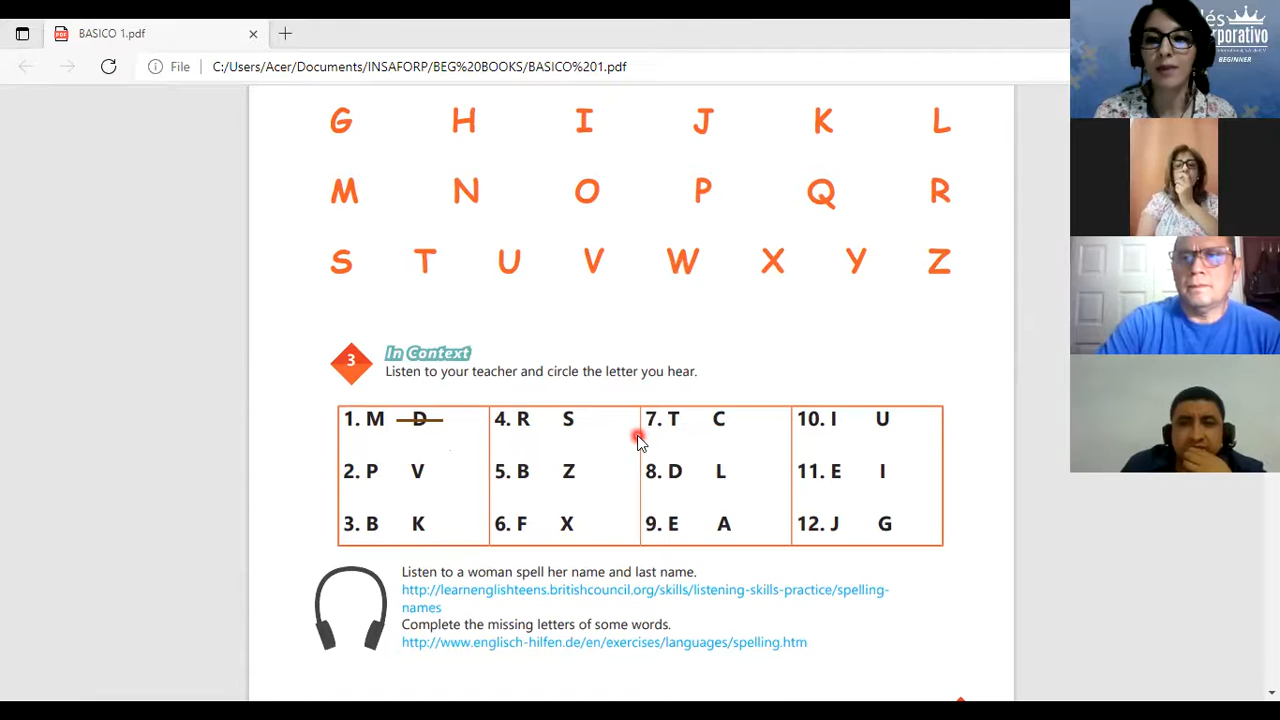 BASICO 1.pdf
File C:/Users/Acer/Documents/INSAFORP/BEG%20BOOKS/BASICO%201.pdf
G H I J K L
M N O P Q R
S T U V W X Y Z
3
In Context
Listen to your teacher and circle the letter you hear.
1. M D 4. R S 7. T C 10. I U
2. P V 5. B Z 8. D L 11. E I
3. B K 6. F X 9. E A 12. J G
Listen to a woman spell her name and last name.
http://learnenglishteens.britishcouncil.org/skills/listening-skills-practice/spelling-
names
Complete the missing letters of some words.
http://www.englisch-hilfen.de/en/exercises/languages/spelling.htm
és
rporativo
BEGINNER